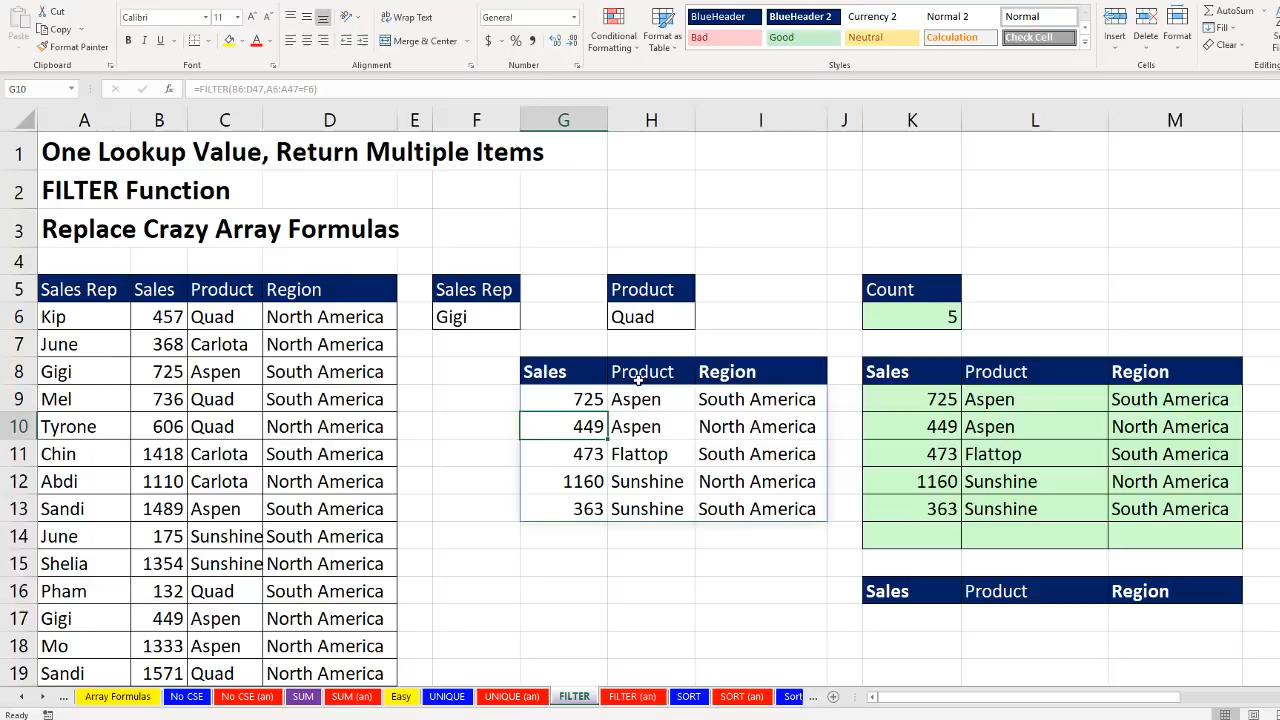 Cut
Copy
Paste
Format Painter
Clipboard
Calibri 11
B I U
Font
Wrap Text
Merge & Center
Alignment
General
$ % ,
Number
Conditional Formatting
Format as Table
BlueHeader BlueHeader 2 Currency 2 Normal 2 Normal
Bad Good Neutral Calculation Check Cell
Styles
Insert Delete Format
Cells
AutoSum
Fill
Clear
Editing
G10 fx =FILTER(B6:D47,A6:A47=F6)
A B C D E F G H I J K L M
1 One Lookup Value, Return Multiple Items
2 FILTER Function
3 Replace Crazy Array Formulas
4
5 Sales Rep Sales Product Region Sales Rep Product Count
6 Kip 457 Quad North America Gigi Quad 5
7 June 368 Carlota North America
8 Gigi 725 Aspen South America Sales Product Region Sales Product Region
9 Mel 736 Quad South America 725 Aspen South America 725 Aspen South America
10 Tyrone 606 Quad North America 449 Aspen North America 449 Aspen North America
11 Chin 1418 Carlota South America 473 Flattop South America 473 Flattop South America
12 Abdi 1110 Carlota North America 1160 Sunshine North America 1160 Sunshine North America
13 Sandi 1489 Aspen South America 363 Sunshine South America 363 Sunshine South America
14 June 175 Sunshine South America
15 Shelia 1354 Sunshine North America
16 Pham 132 Quad South America Sales Product Region
17 Gigi 449 Aspen North America
18 Mo 1333 Aspen North America
19 Sandi 1571 Quad North America
... Array Formulas No CSE No CSE (an) SUM SUM (an) Easy UNIQUE UNIQUE (an) FILTER FILTER (an) SORT SORT (an) Sort ...
Ready